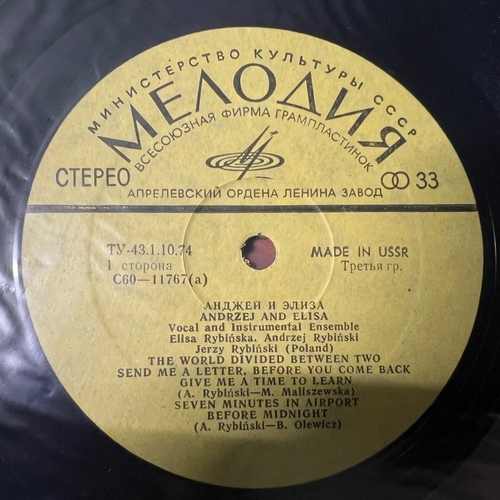 МИНИСТЕРСТВО КУЛЬТУРЫ СССР
МЕЛОДИЯ
ВСЕСОЮЗНАЯ ФИРМА ГРАМПЛАСТИНОК
СТЕРЕО
33
АПРЕЛЕВСКИЙ ОРДЕНА ЛЕНИНА ЗАВОД
ТУ-43.1.10.74
MADE IN USSR
1 сторона
Третья гр.
С60—11767(а)
АНДЖЕЙ И ЭЛИЗА
ANDRZEJ AND ELISA
Vocal and Instrumental Ensemble
Elisa Rybińska, Andrzej Rybiński
Jerzy Rybiński (Poland)
THE WORLD DIVIDED BETWEEN TWO
SEND ME A LETTER, BEFORE YOU COME BACK
GIVE ME A TIME TO LEARN
(A. Rybiński—M. Maliszewska)
SEVEN MINUTES IN AIRPORT
BEFORE MIDNIGHT
(A. Rybiński—B. Olewicz)